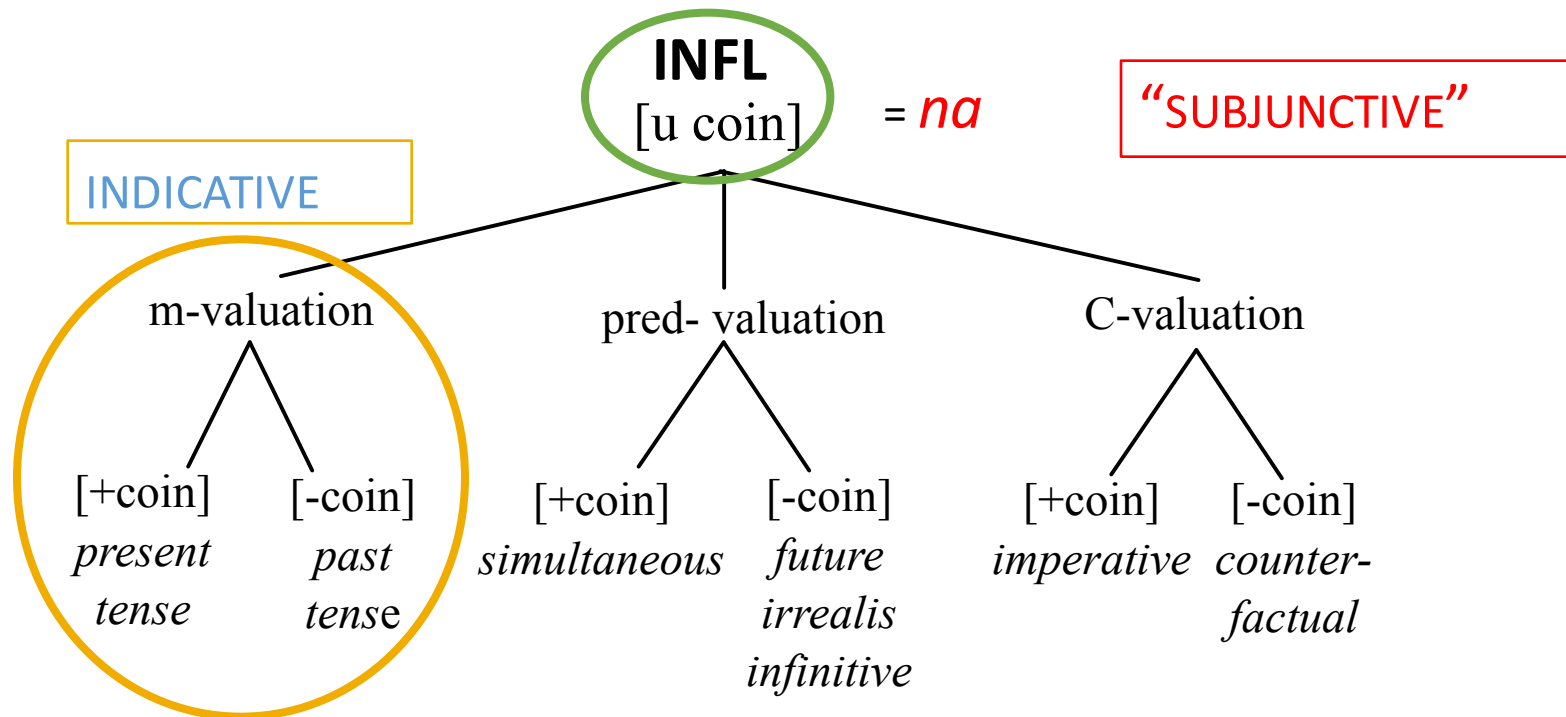 INFL
[u coin]
= na
“SUBJUNCTIVE”
INDICATIVE
m-valuation
pred- valuation
C-valuation
[+coin]
present
tense
[-coin]
past
tense
[+coin]
simultaneous
[-coin]
future
irrealis
infinitive
[+coin]
imperative
[-coin]
counter-
factual